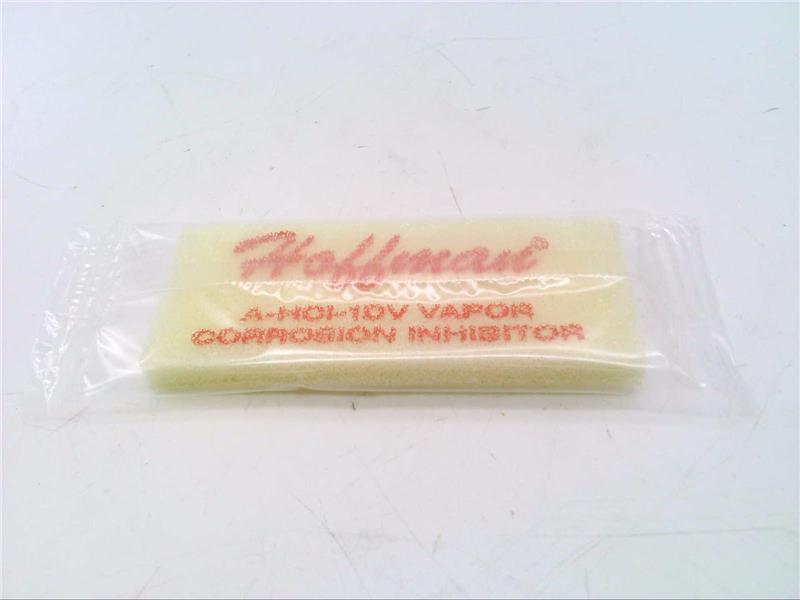 Hoffman®
A-HCI-10V VAPOR
CORROSION INHIBITOR